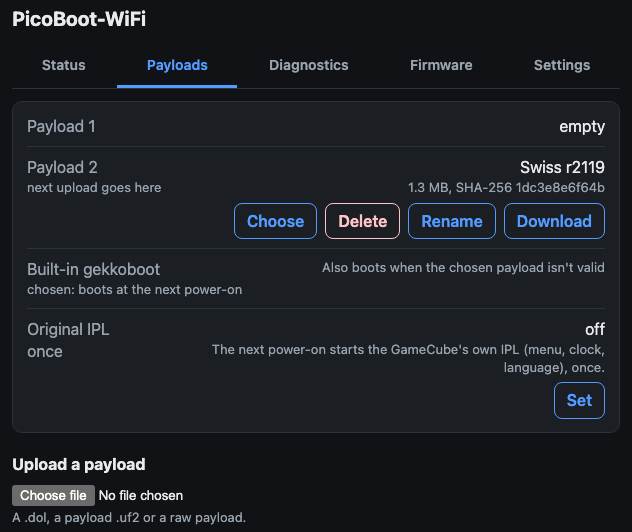 PicoBoot-WiFi
Status Payloads Diagnostics Firmware Settings
Payload 1 empty
Payload 2 Swiss r2119
next upload goes here 1.3 MB, SHA-256 1dc3e8e6f64b
Choose Delete Rename Download
Built-in gekkoboot Also boots when the chosen payload isn't valid
chosen: boots at the next power-on
Original IPL off
once The next power-on starts the GameCube's own IPL (menu, clock,
language), once.
Set
Upload a payload
Choose file No file chosen
A .dol, a payload .uf2 or a raw payload.